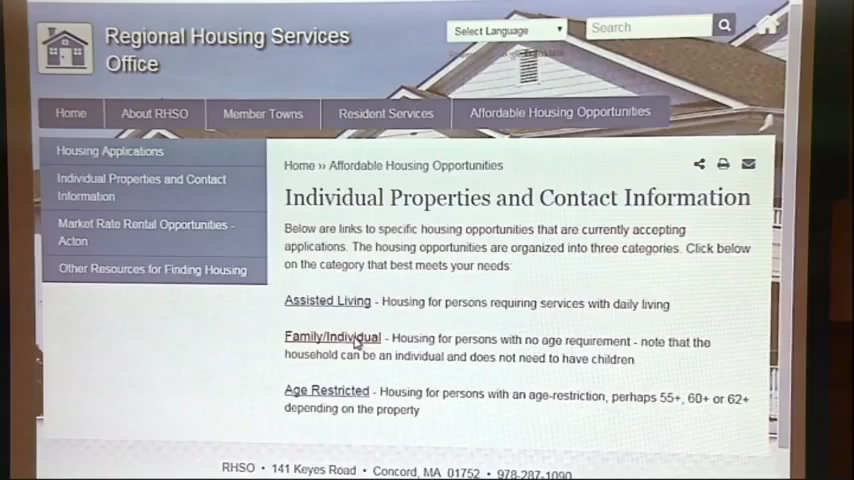 Regional Housing Services
Office
Select Language
Search
Home
About RHSO
Member Towns
Resident Services
Affordable Housing Opportunities
Housing Applications
Individual Properties and Contact
Information
Market Rate Rental Opportunities -
Acton
Other Resources for Finding Housing
Home ›› Affordable Housing Opportunities
Individual Properties and Contact Information
Below are links to specific housing opportunities that are currently accepting
applications. The housing opportunities are organized into three categories. Click below
on the category that best meets your needs
Assisted Living - Housing for persons requiring services with daily living
Family/Individual - Housing for persons with no age requirement - note that the
household can be an individual and does not need to have children
Age Restricted - Housing for persons with an age-restriction, perhaps 55+, 60+ or 62+
depending on the property
RHSO • 141 Keyes Road • Concord, MA 01752 • 978-287-1090